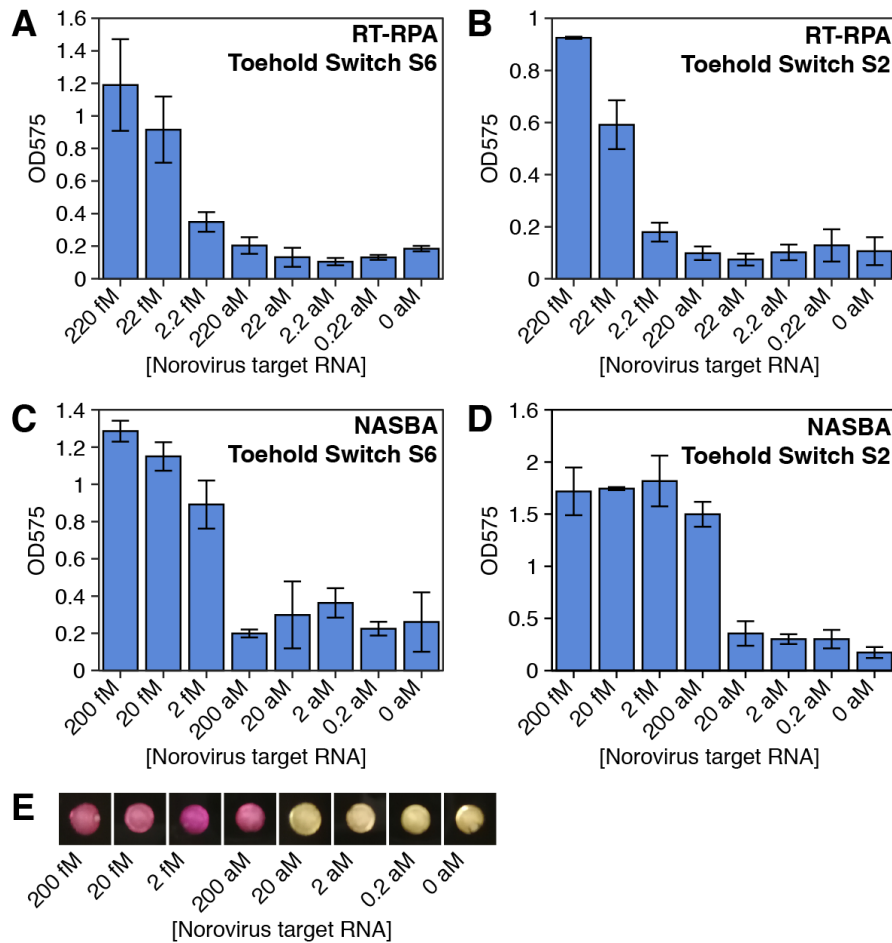 A
RT-RPA
Toehold Switch S6
1.6
1.4
1.2
1
0.8
0.6
0.4
0.2
0
OD575
220 fM
22 fM
2.2 fM
220 aM
22 aM
2.2 aM
0.22 aM
0 aM
[Norovirus target RNA]
B
RT-RPA
Toehold Switch S2
1
0.8
0.6
0.4
0.2
0
OD575
220 fM
22 fM
2.2 fM
220 aM
22 aM
2.2 aM
0.22 aM
0 aM
[Norovirus target RNA]
C
NASBA
Toehold Switch S6
1.4
1.2
1
0.8
0.6
0.4
0.2
0
OD575
200 fM
20 fM
2 fM
200 aM
20 aM
2 aM
0.2 aM
0 aM
[Norovirus target RNA]
D
NASBA
Toehold Switch S2
1.6
2
1.5
1
0.5
0
OD575
200 fM
20 fM
2 fM
200 aM
20 aM
2 aM
0.2 aM
0 aM
[Norovirus target RNA]
E
200 fM
20 fM
2 fM
200 aM
20 aM
2 aM
0.2 aM
0 aM
[Norovirus target RNA]